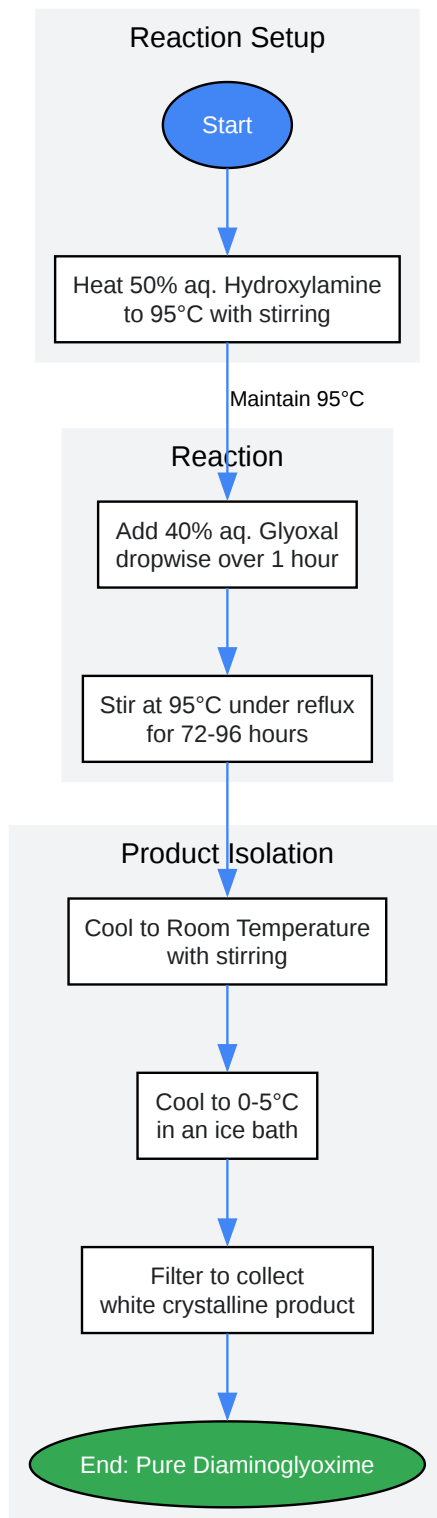 Reaction Setup
Start
Heat 50% aq. Hydroxylamine
to 95°C with stirring
Maintain 95°C
Reaction
Add 40% aq. Glyoxal
dropwise over 1 hour
Stir at 95°C under reflux
for 72-96 hours
Product Isolation
Cool to Room Temperature
with stirring
Cool to 0-5°C
in an ice bath
Filter to collect
white crystalline product
End: Pure Diaminoglyoxime